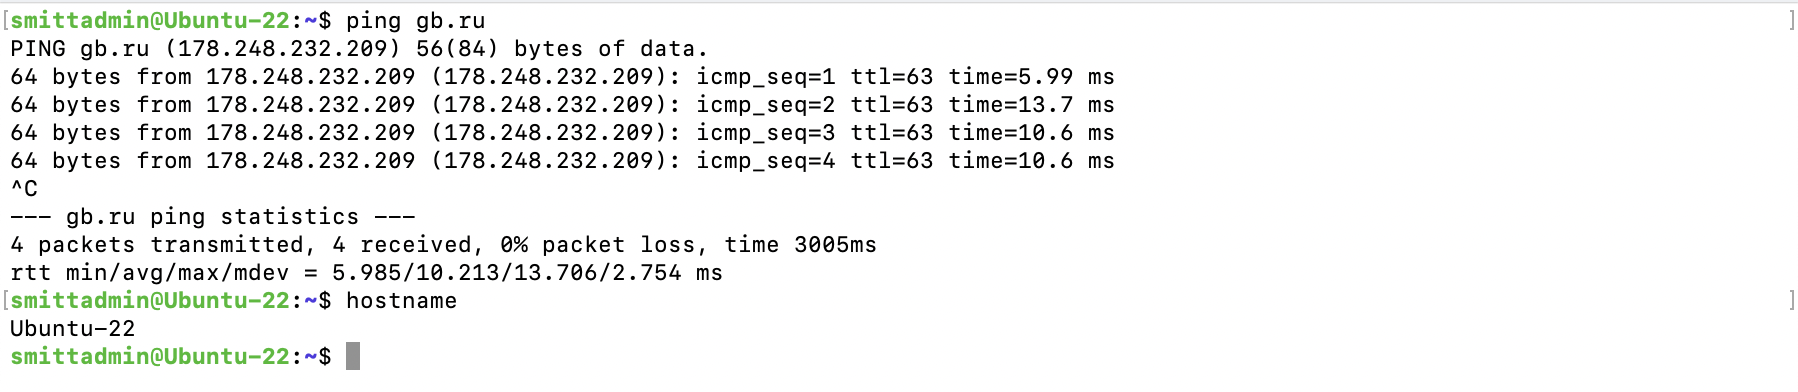 [smittadmin@Ubuntu-22:~$ ping gb.ru ]
PING gb.ru (178.248.232.209) 56(84) bytes of data.
64 bytes from 178.248.232.209 (178.248.232.209): icmp_seq=1 ttl=63 time=5.99 ms
64 bytes from 178.248.232.209 (178.248.232.209): icmp_seq=2 ttl=63 time=13.7 ms
64 bytes from 178.248.232.209 (178.248.232.209): icmp_seq=3 ttl=63 time=10.6 ms
64 bytes from 178.248.232.209 (178.248.232.209): icmp_seq=4 ttl=63 time=10.6 ms
^C
--- gb.ru ping statistics ---
4 packets transmitted, 4 received, 0% packet loss, time 3005ms
rtt min/avg/max/mdev = 5.985/10.213/13.706/2.754 ms
[smittadmin@Ubuntu-22:~$ hostname ]
Ubuntu-22
smittadmin@Ubuntu-22:~$